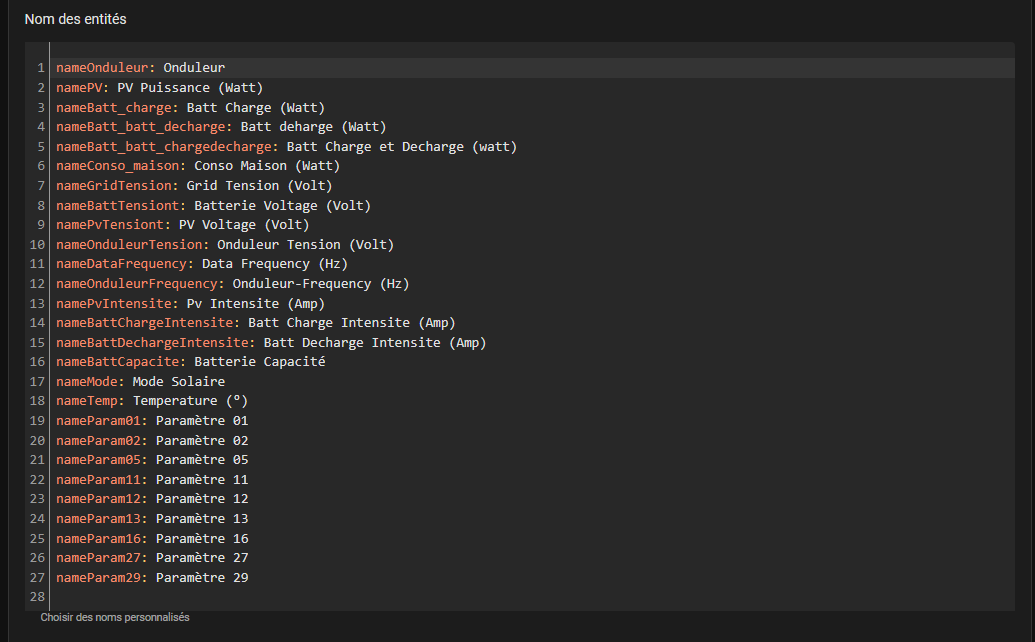 Nom des entités
1 nameOnduleur: Onduleur
2 namePV: PV Puissance (Watt)
3 nameBatt_charge: Batt Charge (Watt)
4 nameBatt_batt_decharge: Batt deharge (Watt)
5 nameBatt_batt_chargedecharge: Batt Charge et Decharge (watt)
6 nameConso_maison: Conso Maison (Watt)
7 nameGridTension: Grid Tension (Volt)
8 nameBattTensiont: Batterie Voltage (Volt)
9 namePvTensiont: PV Voltage (Volt)
10 nameOnduleurTension: Onduleur Tension (Volt)
11 nameDataFrequency: Data Frequency (Hz)
12 nameOnduleurFrequency: Onduleur-Frequency (Hz)
13 namePvIntensite: Pv Intensite (Amp)
14 nameBattChargeIntensite: Batt Charge Intensite (Amp)
15 nameBattDechargeIntensite: Batt Decharge Intensite (Amp)
16 nameBattCapacite: Batterie Capacité
17 nameMode: Mode Solaire
18 nameTemp: Temperature (°)
19 nameParam01: Paramètre 01
20 nameParam02: Paramètre 02
21 nameParam05: Paramètre 05
22 nameParam11: Paramètre 11
23 nameParam12: Paramètre 12
24 nameParam13: Paramètre 13
25 nameParam16: Paramètre 16
26 nameParam27: Paramètre 27
27 nameParam29: Paramètre 29
28
Choisir des noms personnalisés